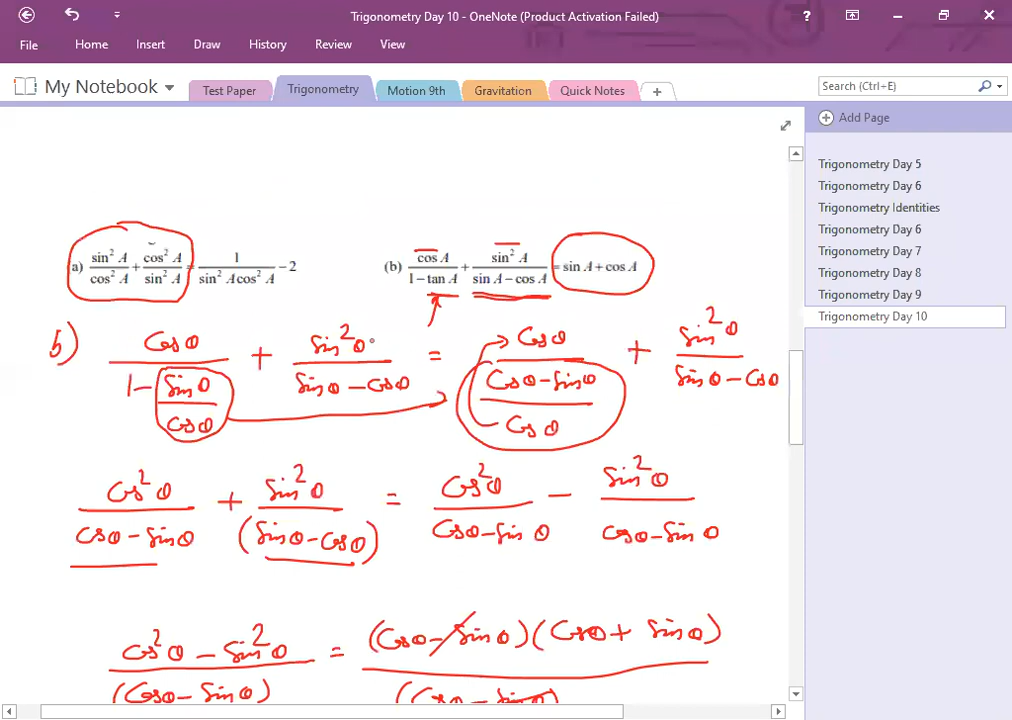 Trigonometry Day 10 - OneNote (Product Activation Failed)
?
File Home Insert Draw History Review View
My Notebook
Test Paper Trigonometry Motion 9th Gravitation Quick Notes +
Search (Ctrl+E)
Add Page
Trigonometry Day 5
Trigonometry Day 6
Trigonometry Identities
Trigonometry Day 6
Trigonometry Day 7
Trigonometry Day 8
Trigonometry Day 9
Trigonometry Day 10
a) sin² A / cos² A + cos² A / sin² A = 1 / sin² A cos² A − 2
(b) cos A / 1 − tan A + sin² A / sin A − cos A = sin A + cos A
b) Cosθ / 1 − Sinθ / Cosθ + Sin²θ / Sinθ − Cosθ = Cosθ / Cosθ − Sinθ / Cosθ + Sin²θ / Sinθ − Cosθ
Cos²θ / Cosθ − Sinθ + Sin²θ / (Sinθ − Cosθ) = Cos²θ / Cosθ − Sinθ − Sin²θ / Cosθ − Sinθ
Cos²θ − Sin²θ / (Cosθ − Sinθ) = (Cosθ − Sinθ)(Cosθ + Sinθ) / (Cosθ − Sinθ